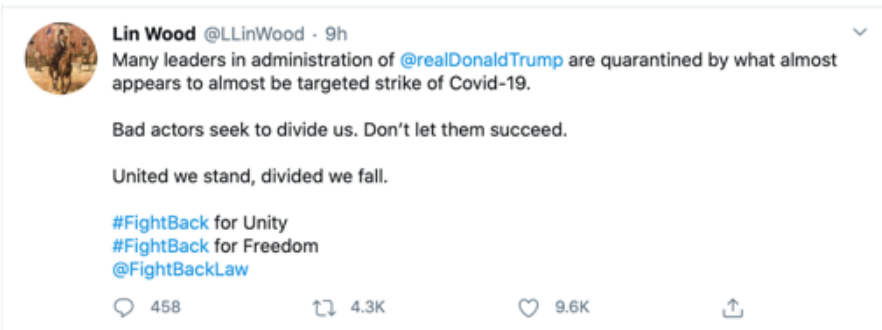 Lin Wood @LLinWood · 9h
Many leaders in administration of @realDonaldTrump are quarantined by what almost
appears to almost be targeted strike of Covid-19.
Bad actors seek to divide us. Don't let them succeed.
United we stand, divided we fall.
#FightBack for Unity
#FightBack for Freedom
@FightBackLaw
458 4.3K 9.6K